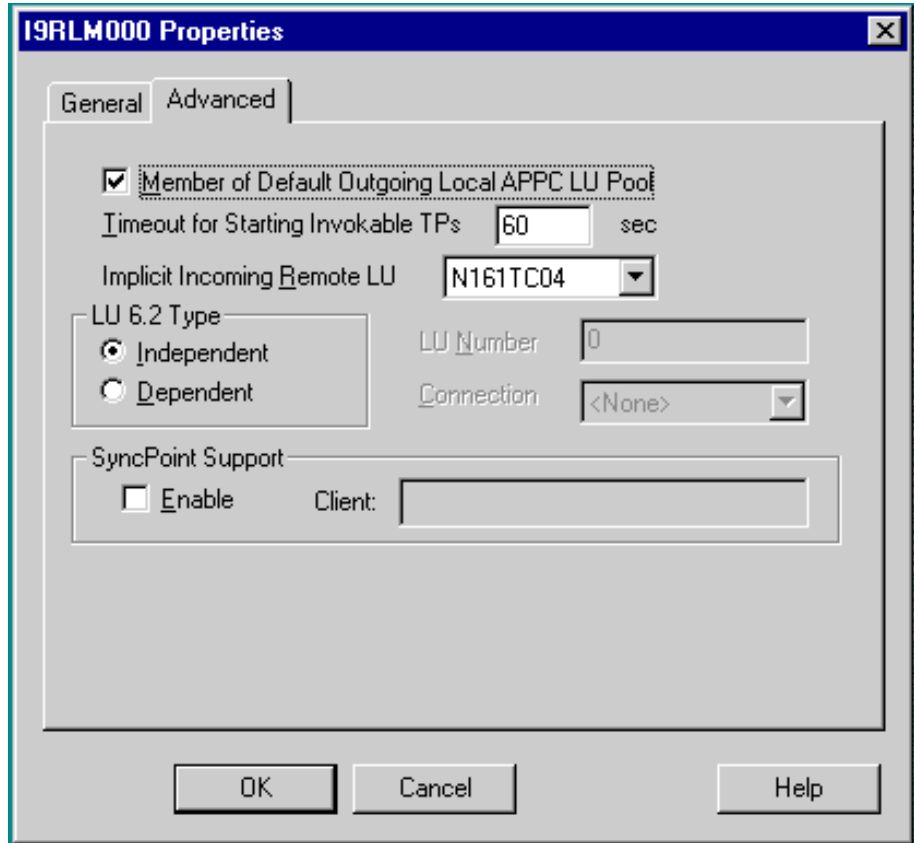 I9RLM000 Properties
General Advanced
Member of Default Outgoing Local APPC LU Pool
Timeout for Starting Invokable TPs 60 sec
Implicit Incoming Remote LU N161TC04
LU 6.2 Type
Independent LU Number 0
Dependent Connection <None>
SyncPoint Support
Enable Client:
OK Cancel Help